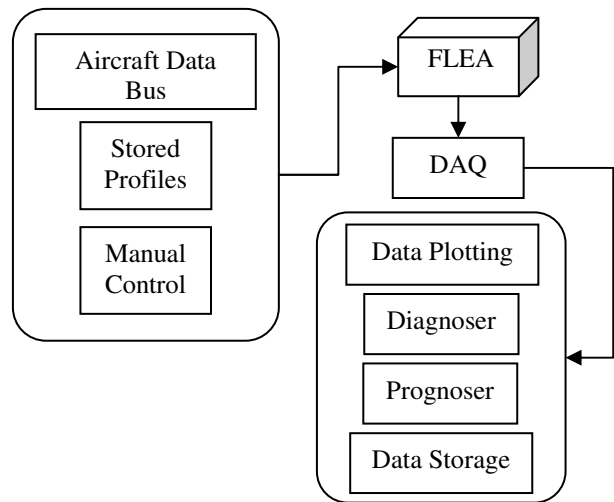 Aircraft Data
Bus
Stored
Profiles
Manual
Control
FLEA
DAQ
Data Plotting
Diagnoser
Prognoser
Data Storage